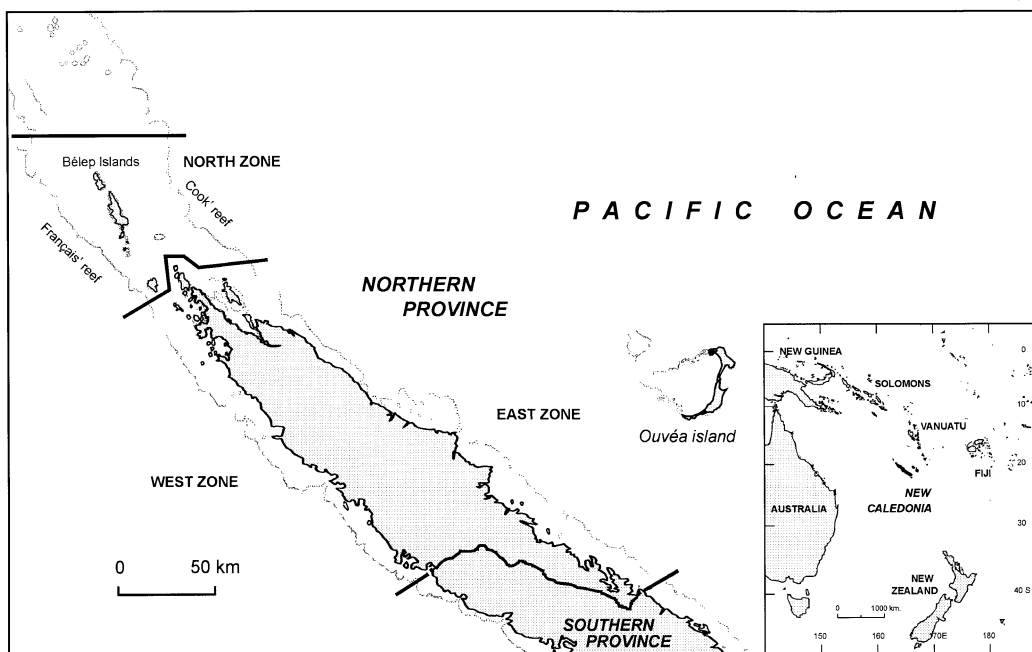 Bélep Islands
NORTH ZONE
Cook' reef
Français' reef
PACIFIC OCEAN
NORTHERN
PROVINCE
EAST ZONE
Ouvéa island
WEST ZONE
0 50 km
SOUTHERN
PROVINCE
NEW GUINEA
0
SOLOMONS
10°
VANUATU
20
FIJI
NEW
CALEDONIA
AUSTRALIA
30
NEW
ZEALAND
40 S
0 1000 km.
150 160 170E 180